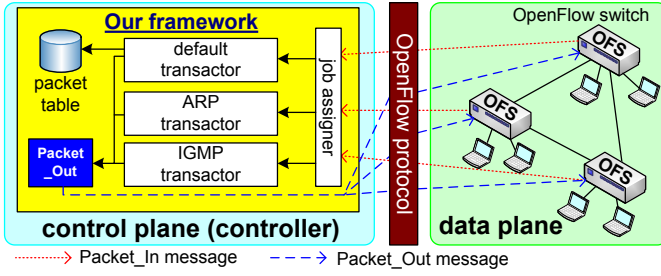 Our framework
packet
table
default
transactor
ARP
transactor
IGMP
transactor
Packet
_Out
job assigner
control plane (controller)
OpenFlow protocol
OpenFlow switch
OFS
OFS
OFS
data plane
Packet_In message
Packet_Out message